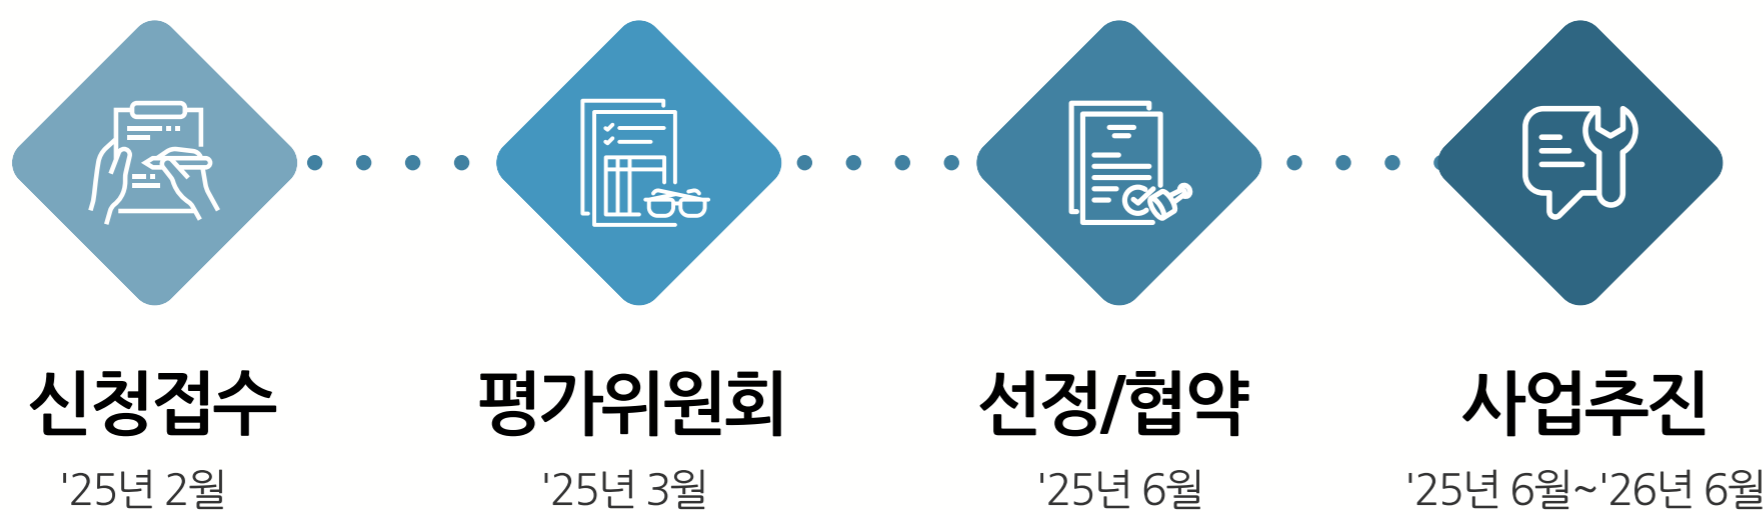 신청접수
'25년 2월
평가위원회
'25년 3월
선정/협약
'25년 6월
사업추진
'25년 6월~'26년 6월